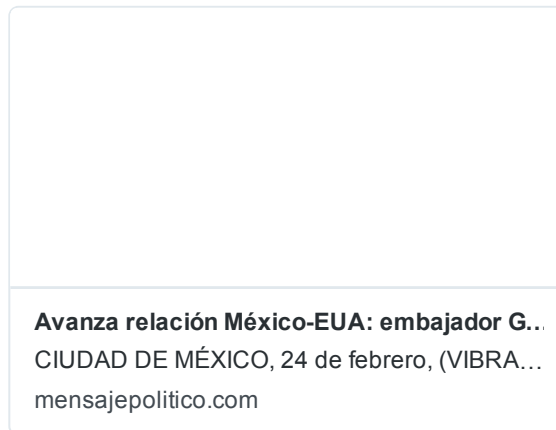 Avanza relación México-EUA: embajador G...
CIUDAD DE MÉXICO, 24 de febrero, (VIBRA...
mensajepolitico.com